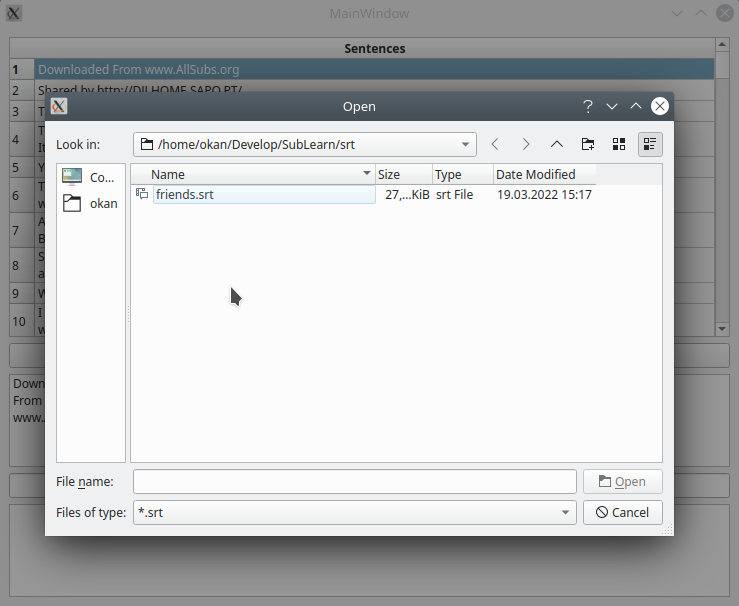 MainWindow
Sentences
1 Downloaded From www.AllSubs.org
2 Shared by http://DJJ.HOME.SAPO.PT/
3 T
4 T
It
5 Y
6 T
w
7 A
B
8 S
a
9 W
10 I
w
Down
From
www.
Open
?
Look in: /home/okan/Develop/SubLearn/srt
Co...
okan
Name Size Type Date Modified
friends.srt 27,...KiB srt File 19.03.2022 15:17
File name: Open
Files of type: *.srt Cancel